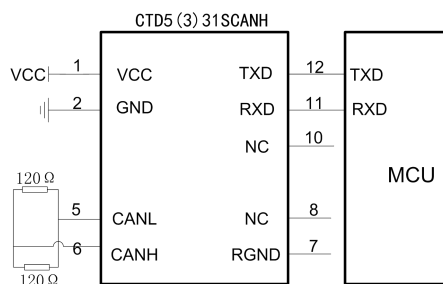 CTD5(3)31SCANH
VCC 1 VCC TXD 12 TXD
2 GND RXD 11 RXD
NC 10
MCU
120Ω
5 CANL NC 8
6 CANH RGND 7
120Ω